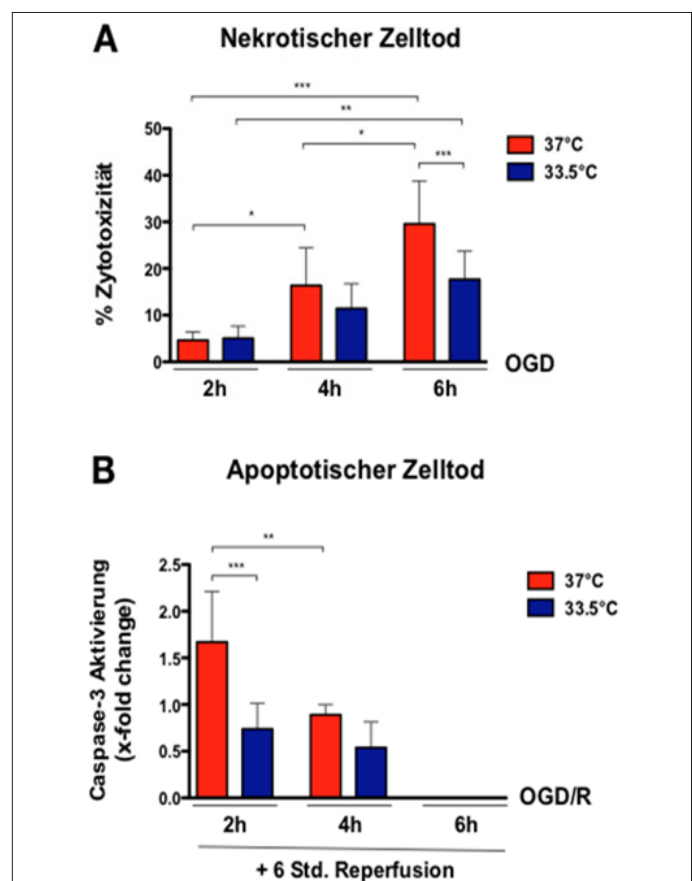 A Nekrotischer Zelltod
***
**
*
***
*
50
40
30
20
10
0
% Zytotoxizität
37°C
33.5°C
2h 4h 6h OGD
B Apoptotischer Zelltod
**
***
2.5
2.0
1.5
1.0
0.5
0.0
Caspase-3 Aktivierung
(x-fold change)
37°C
33.5°C
2h 4h 6h OGD/R
+ 6 Std. Reperfusion